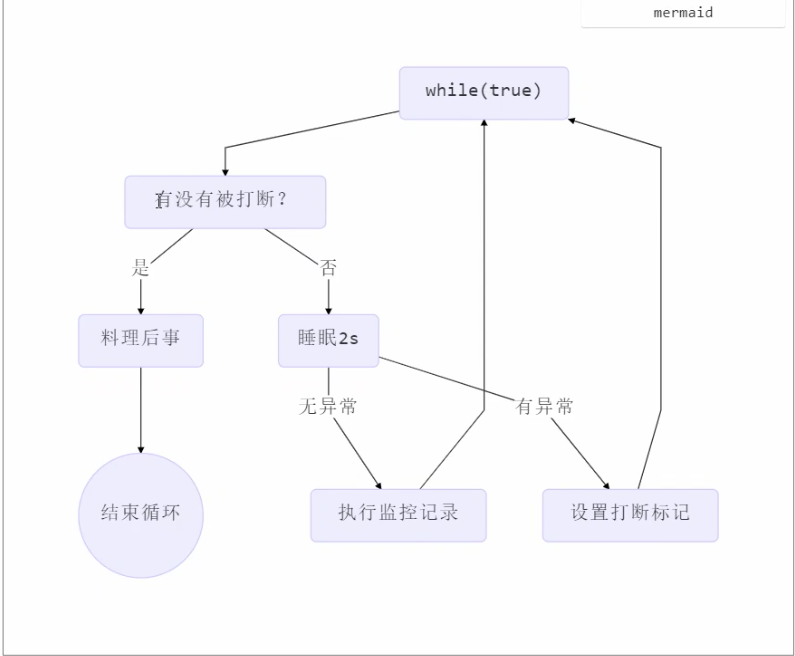 mermaid
while(true)
有没有被打断?
是
否
料理后事
睡眠2s
无异常
有异常
结束循环
执行监控记录
设置打断标记